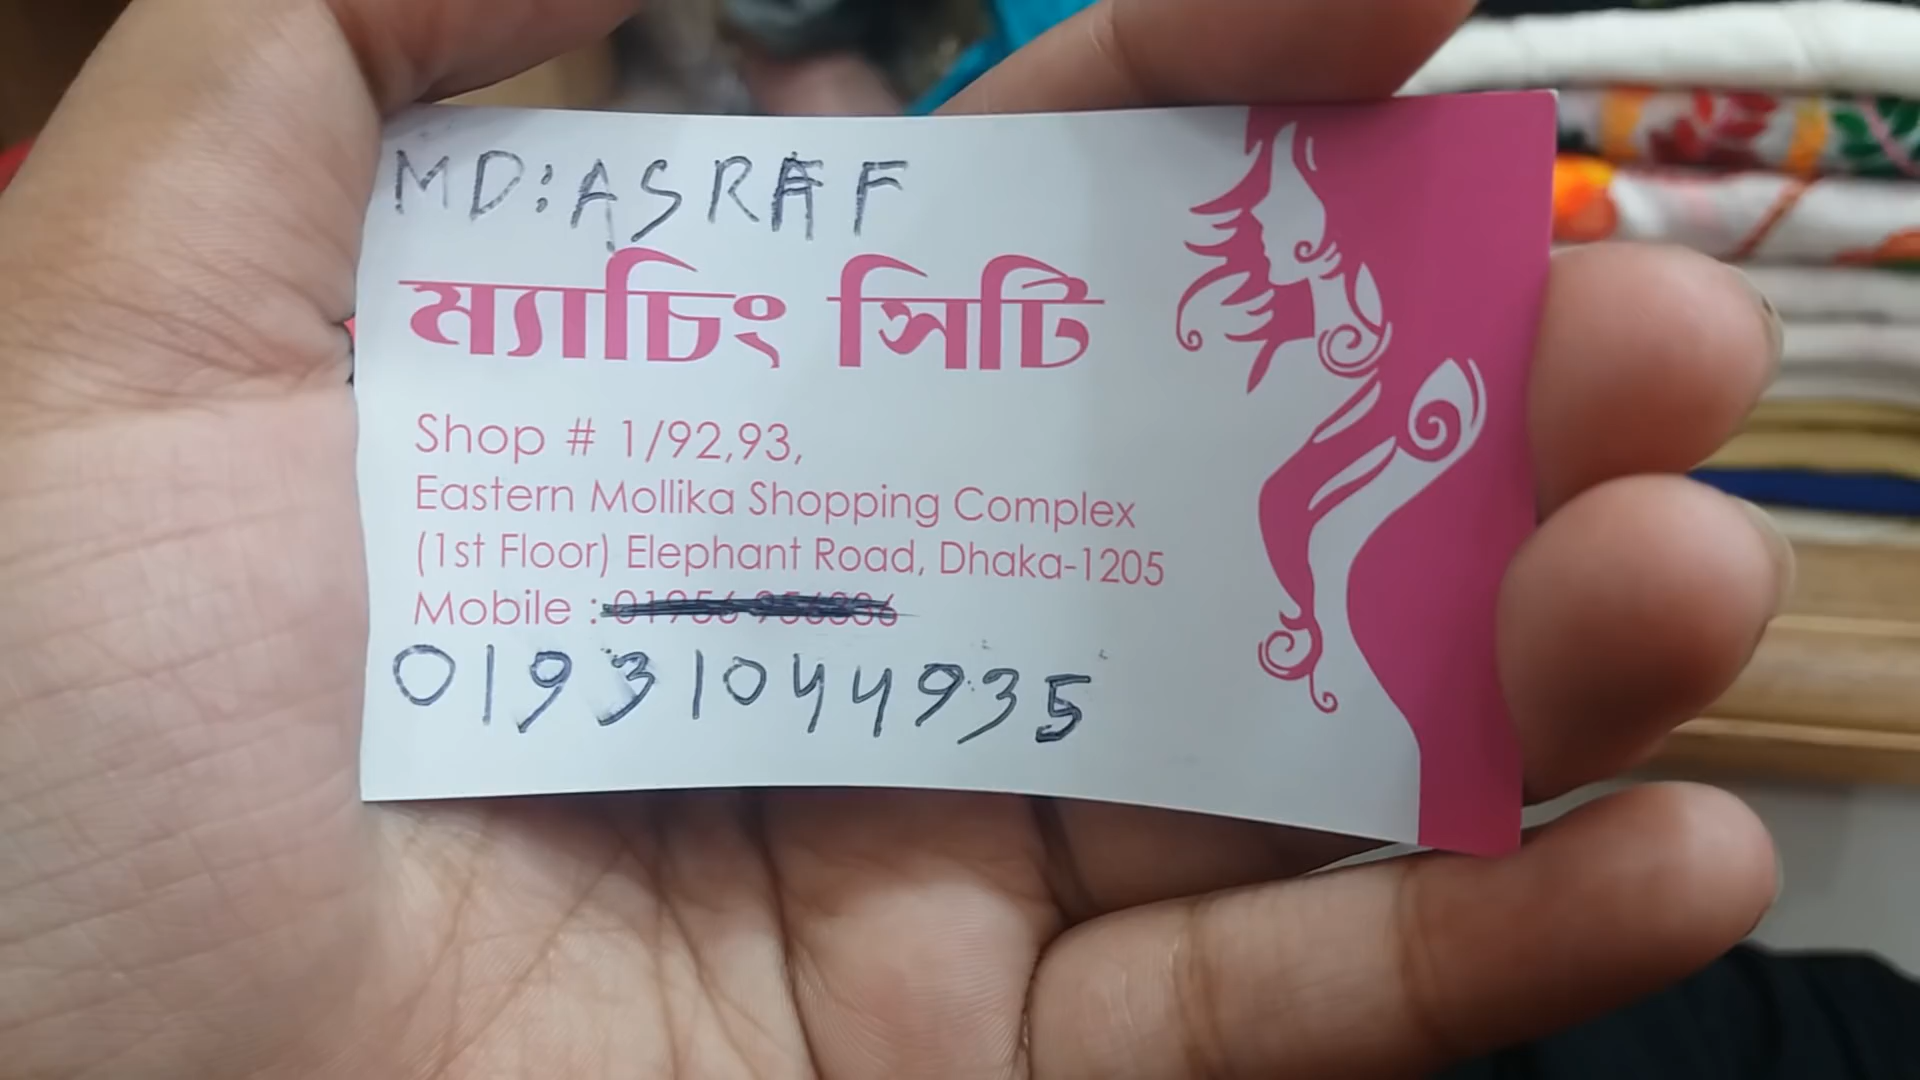 MD: ASRAF
ম্যাচিং সিটি
Shop # 1/92,93,
Eastern Mollika Shopping Complex
(1st Floor) Elephant Road, Dhaka-1205
Mobile :
01931044935